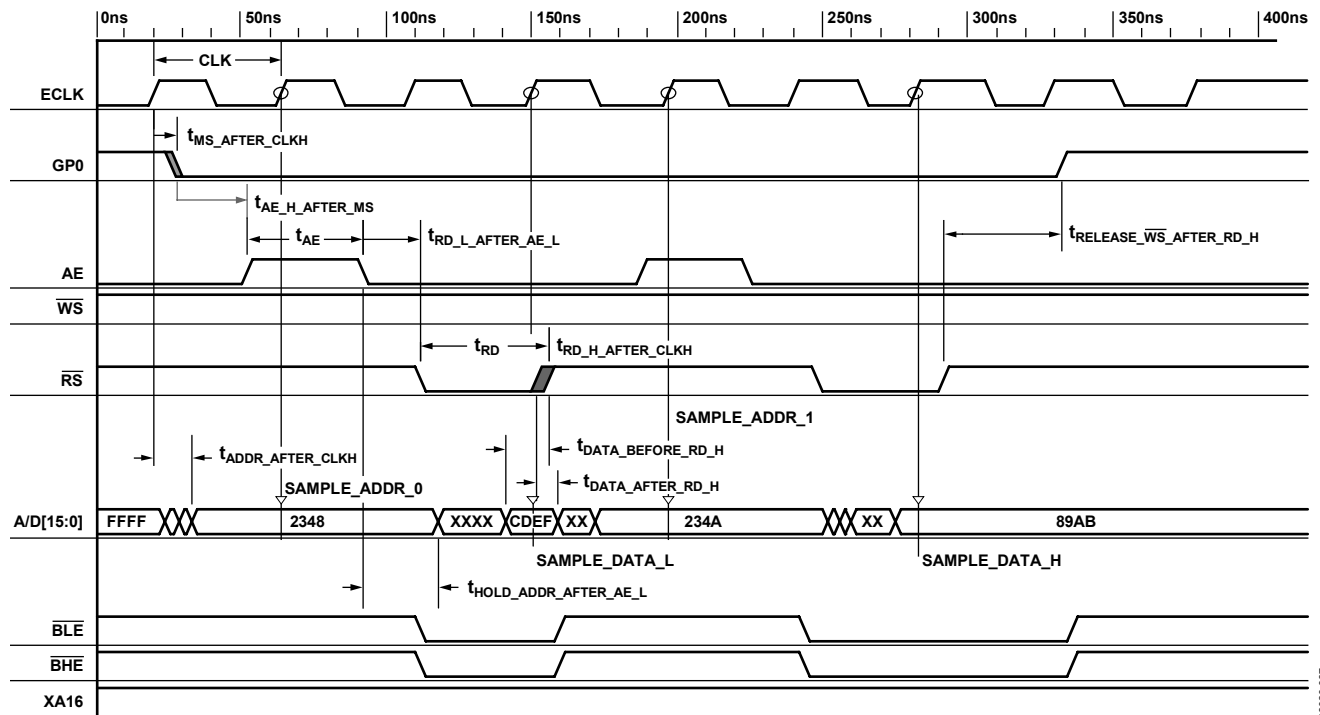 0ns 50ns 100ns 150ns 200ns 250ns 300ns 350ns 400ns
CLK
ECLK
tMS_AFTER_CLKH
GP0
tAE_H_AFTER_MS
tAE
tRD_L_AFTER_AE_L
tRELEASE_WS_AFTER_RD_H
AE
WS
tRD
tRD_H_AFTER_CLKH
RS
SAMPLE_ADDR_1
tADDR_AFTER_CLKH
tDATA_BEFORE_RD_H
SAMPLE_ADDR_0
tDATA_AFTER_RD_H
A/D[15:0] FFFF 2348 XXXX CDEF XX 234A XX 89AB
SAMPLE_DATA_L SAMPLE_DATA_H
tHOLD_ADDR_AFTER_AE_L
BLE
BHE
XA16